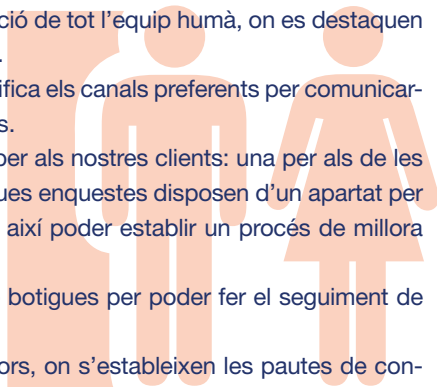 ció de tot l’equip humà, on es destaquen
.
ifica els canals preferents per comunicar-
s.
per als nostres clients: una per als de les
ues enquestes disposen d’un apartat per
així poder establir un procés de millora
botigues per poder fer el seguiment de
ors, on s’estableixen les pautes de con-